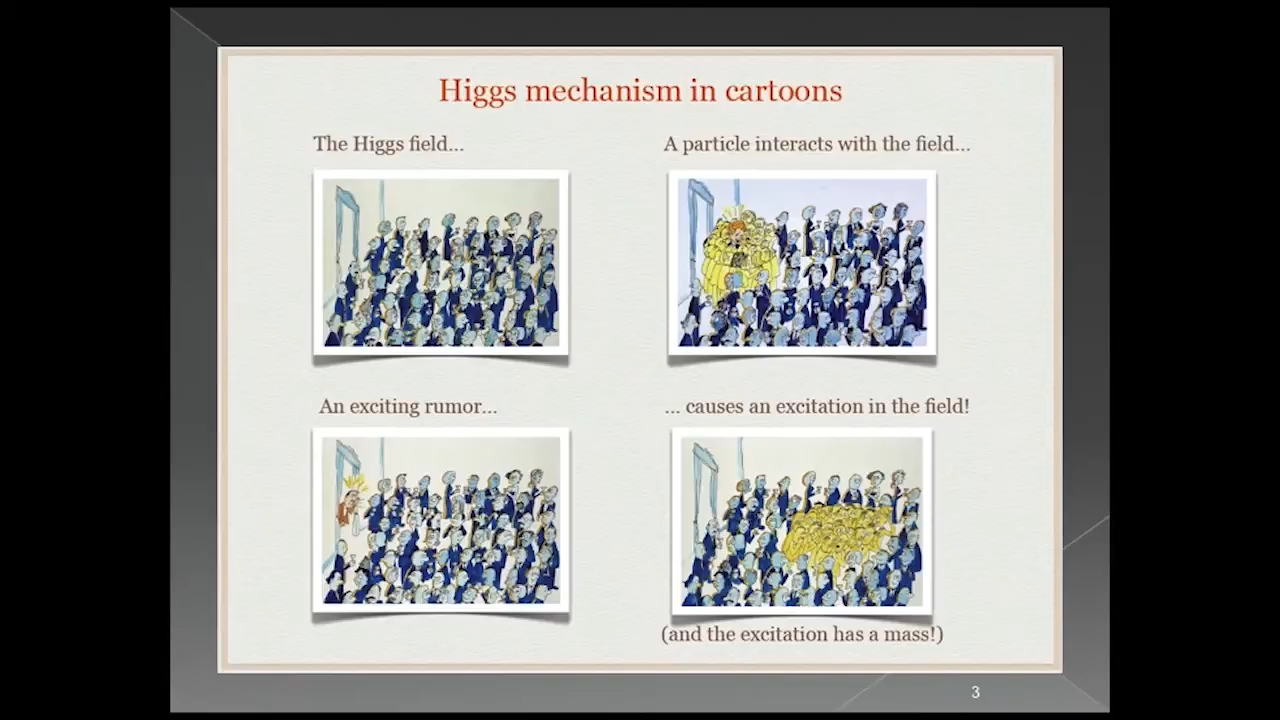 Higgs mechanism in cartoons
The Higgs field...
A particle interacts with the field...
An exciting rumor...
... causes an excitation in the field!
(and the excitation has a mass!)
3